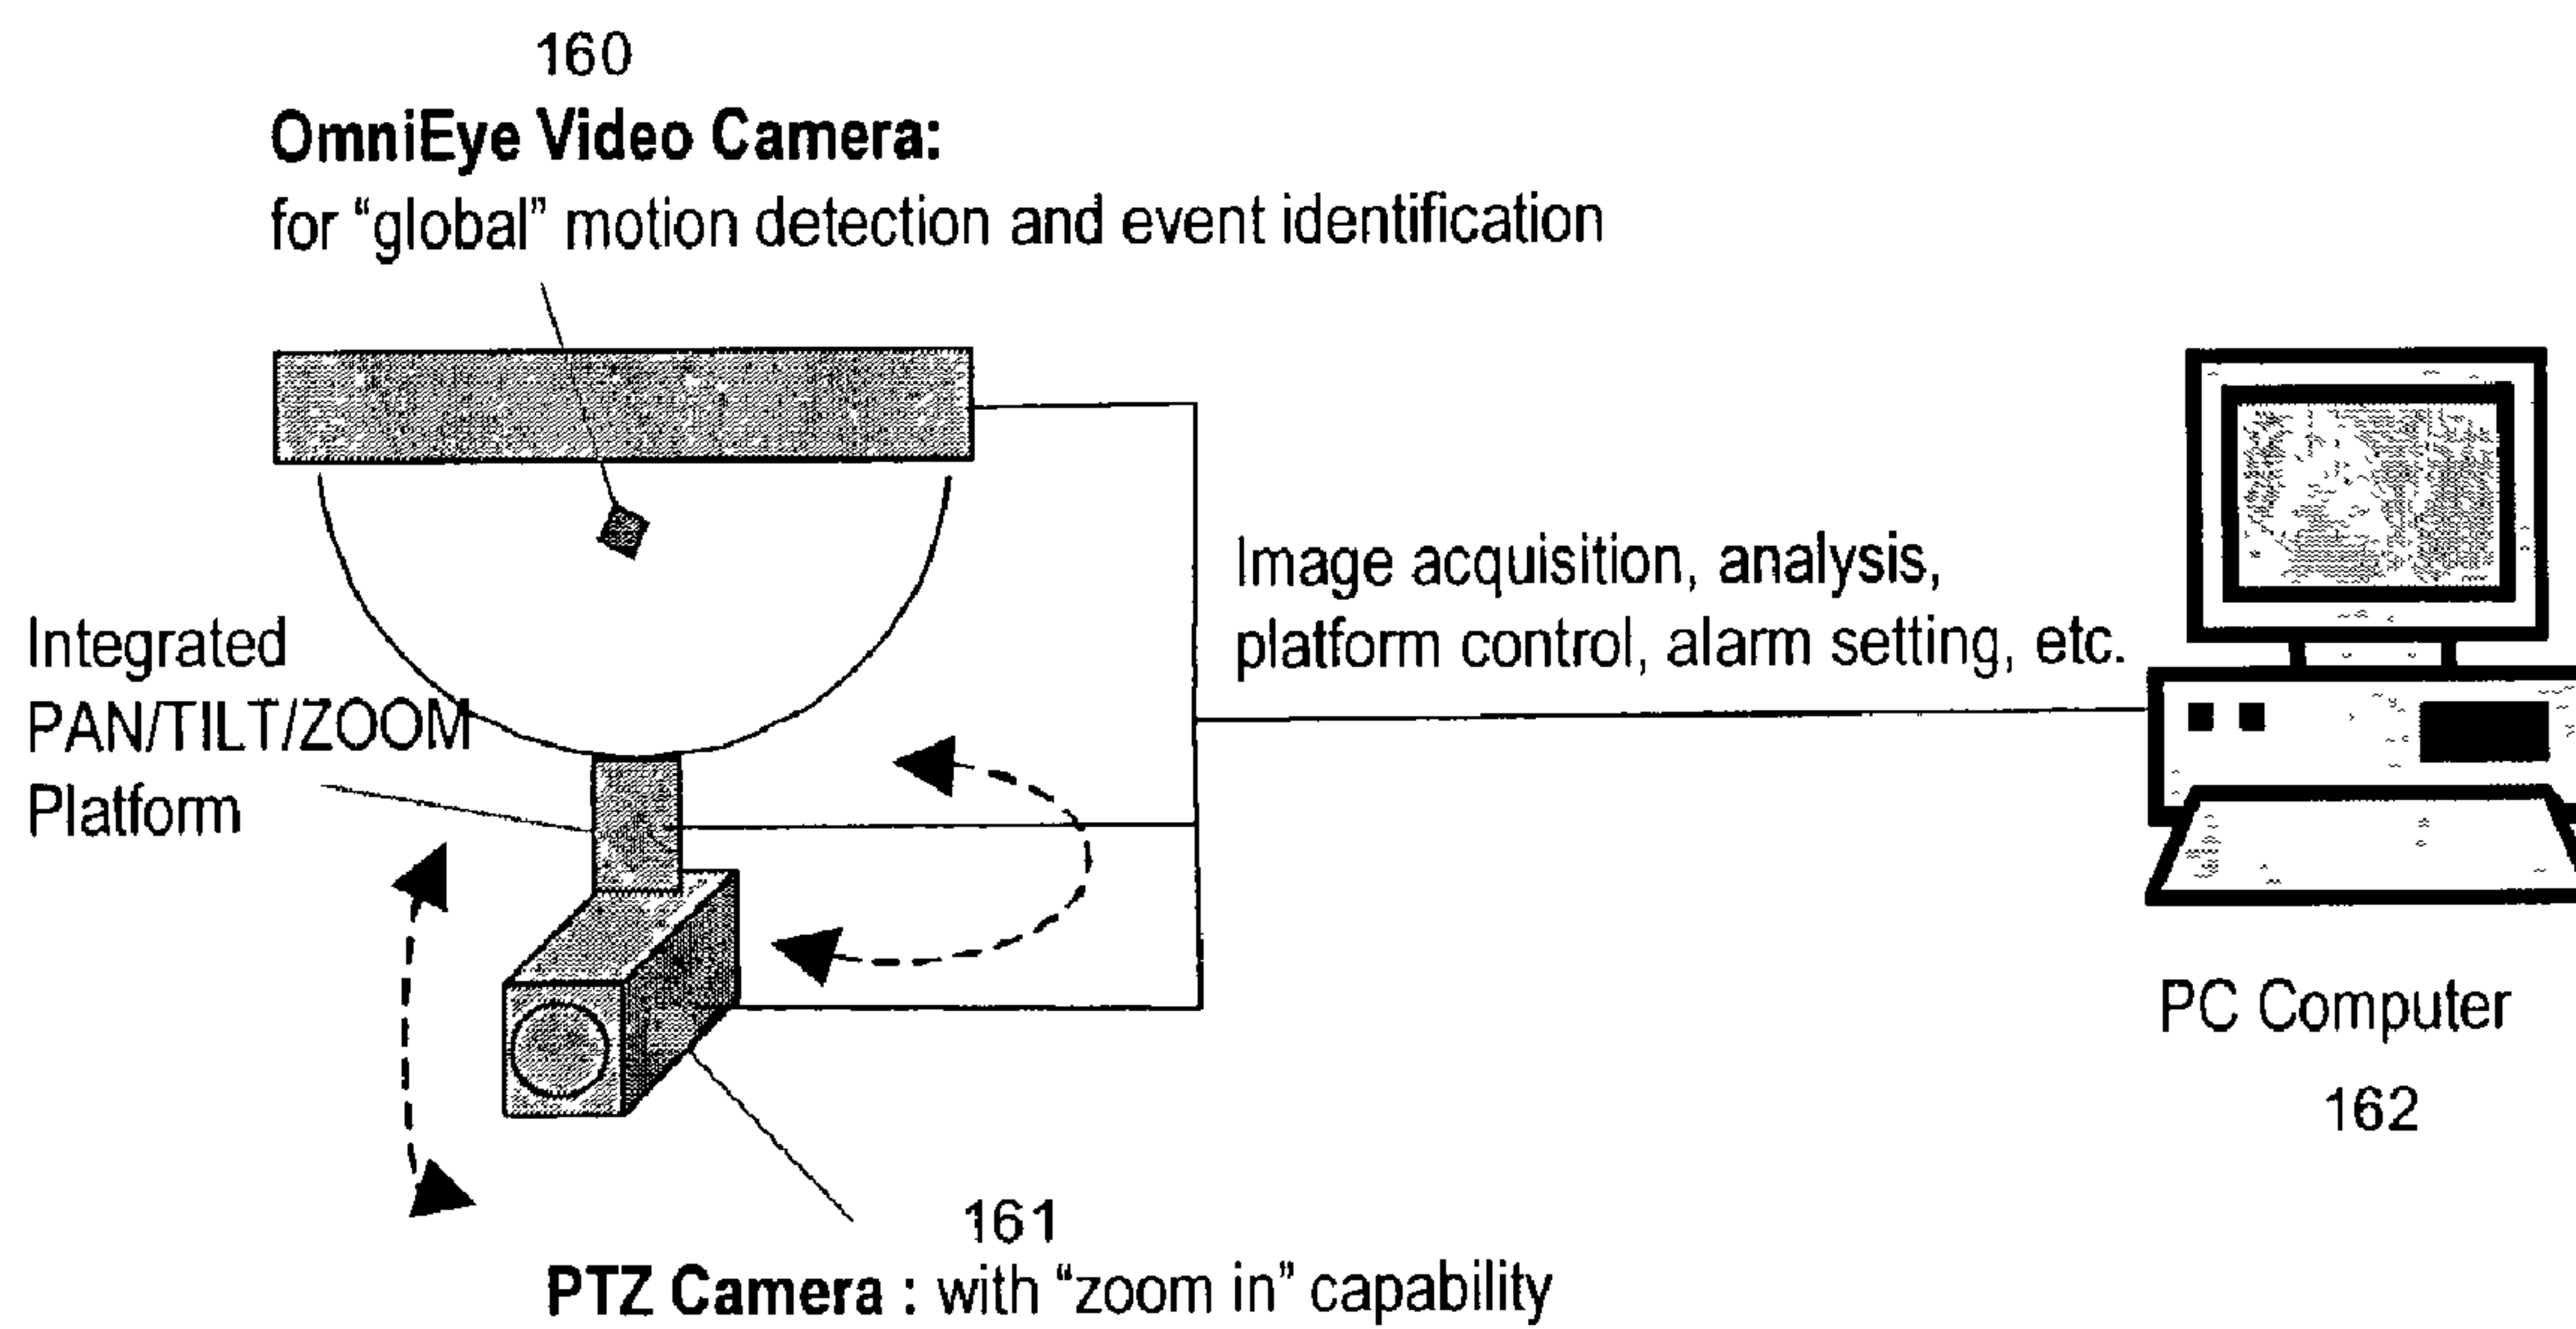 160
OmniEye Video Camera:
for “global” motion detection and event identification
Image acquisition, analysis,
platform control, alarm setting, etc.
Integrated
PAN/TILT/ZOOM
Platform
PC Computer
162
161
PTZ Camera : with “zoom in” capability